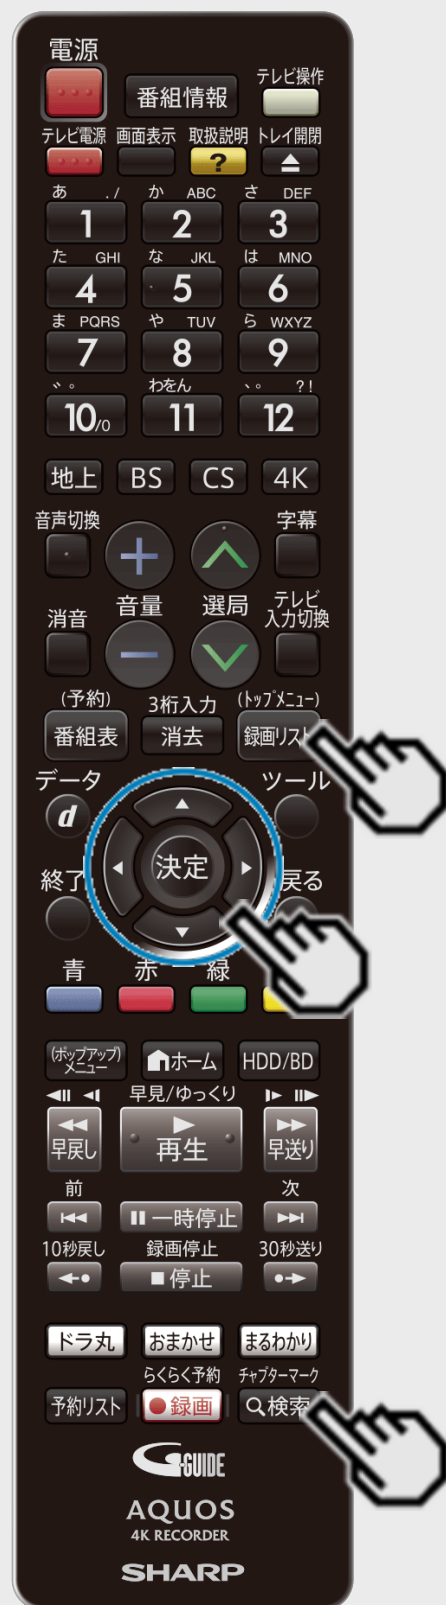 電源
番組情報
テレビ操作
テレビ電源 画面表示 取扱説明 トレイ開閉
?
あ ./ か ABC さ DEF
1 2 3
た GHI な JKL は MNO
4 5 6
ま PQRS や TUV ら WXYZ
7 8 9
゛゜ わをん 、。 ?!
10/0 11 12
地上 BS CS 4K
音声切換 字幕
消音 音量 選局 テレビ
入力切換
(予約) 3桁入力 (トップメニュー)
番組表 消去 録画リスト
データ ツール
d
決定
終了 戻る
青 赤 緑
(ポップアップ)
メニュー
ホーム HDD/BD
早見/ゆっくり
早戻し 再生 早送り
前 次
一時停止
10秒戻し 録画停止 30秒送り
停止
ドラ丸 おまかせ まるわかり
らくらく予約 チャプターマーク
予約リスト 録画 検索
G-GUIDE
AQUOS
4K RECORDER
SHARP